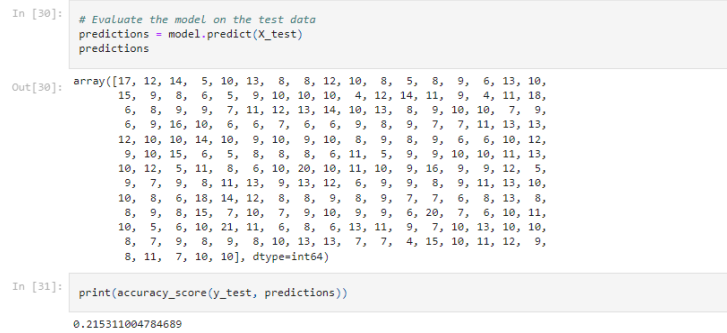 In [30]:
# Evaluate the model on the test data
predictions = model.predict(X_test)
predictions
Out[30]:
array([17, 12, 14,  5, 10, 13,  8,  8, 12, 10,  8,  5,  8,  9,  6, 13, 10,
15,  9,  8,  6,  5,  9, 10, 10, 10,  4, 12, 14, 11,  9,  4, 11, 18,
6,  8,  9,  9,  7, 11, 12, 13, 14, 10, 13,  8,  9, 10, 10,  7,  9,
6,  9, 16, 10,  6,  6,  7,  6,  6,  9,  8,  9,  7,  7, 11, 13, 13,
12, 10, 10, 14, 10,  9, 10,  9, 10,  8,  9,  8,  9,  6,  6, 10, 12,
9, 10, 15,  6,  5,  8,  8,  8,  6, 11,  5,  9,  9, 10, 10, 11, 13,
10, 12,  5, 11,  8,  6, 10, 20, 10, 11, 10,  9, 16,  9,  9, 12,  5,
9,  7,  9,  8, 11, 13,  9, 13, 12,  6,  9,  9,  8,  9, 11, 13, 10,
10,  8,  6, 18, 14, 12,  8,  8,  9,  8,  9,  7,  7,  6,  8, 13,  8,
8,  9,  8, 15,  7, 10,  7,  9, 10,  9,  9,  6, 20,  7,  6, 10, 11,
10,  5,  6, 10, 21, 11,  6,  8,  6, 13, 11,  9,  7, 10, 13, 10, 10,
8,  7,  9,  8,  9,  8, 10, 13, 13,  7,  7,  4, 15, 10, 11, 12,  9,
8, 11,  7, 10, 10], dtype=int64)
In [31]:
print(accuracy_score(y_test, predictions))
0.215311004784689